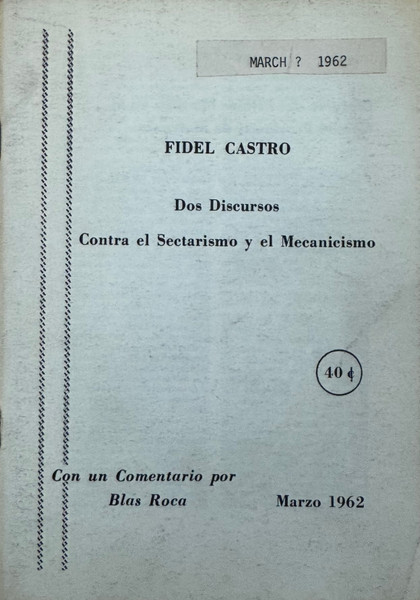 MARCH ? 1962
FIDEL CASTRO
Dos Discursos
Contra el Sectarismo y el Mecanicismo
40 ¢
Con un Comentario por
Blas Roca Marzo 1962